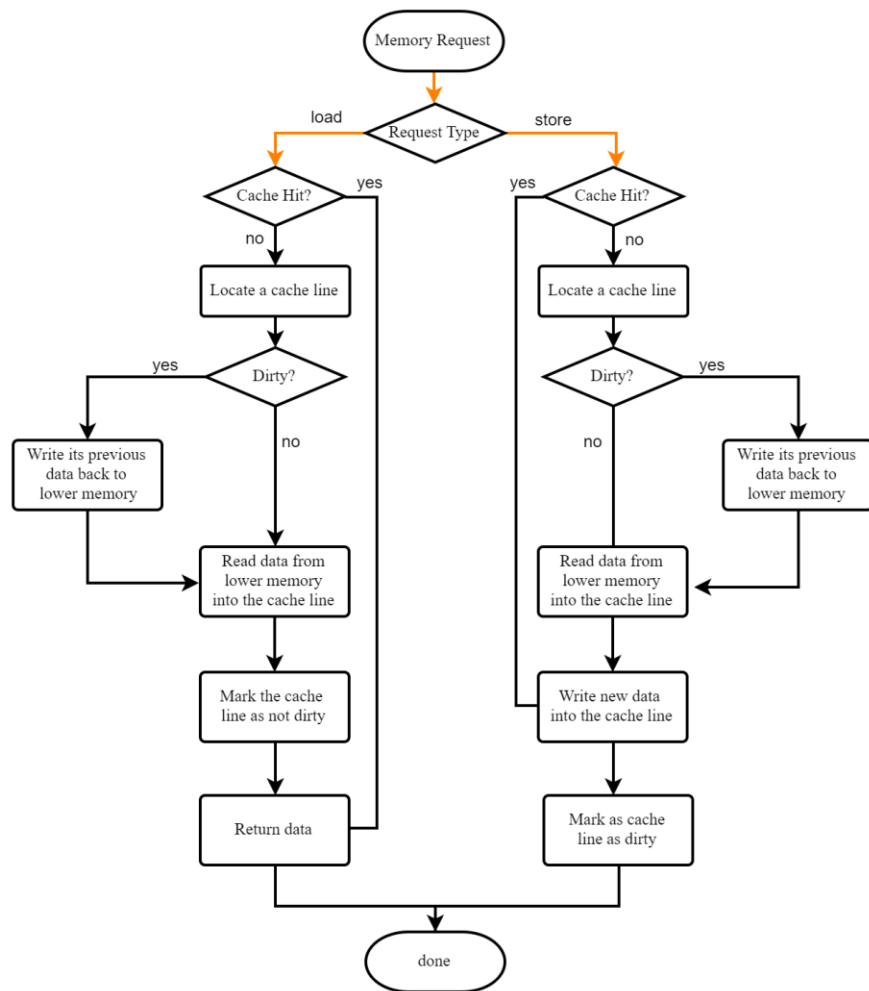 Memory Request
load
Request Type
store
Cache Hit?
yes
yes
Cache Hit?
no
no
Locate a cache line
Locate a cache line
yes
Dirty?
Dirty?
yes
no
no
Write its previous
data back to
lower memory
Write its previous
data back to
lower memory
Read data from
lower memory
into the cache line
Read data from
lower memory
into the cache line
Mark the cache
line as not dirty
Write new data
into the cache line
Return data
Mark as cache
line as dirty
done